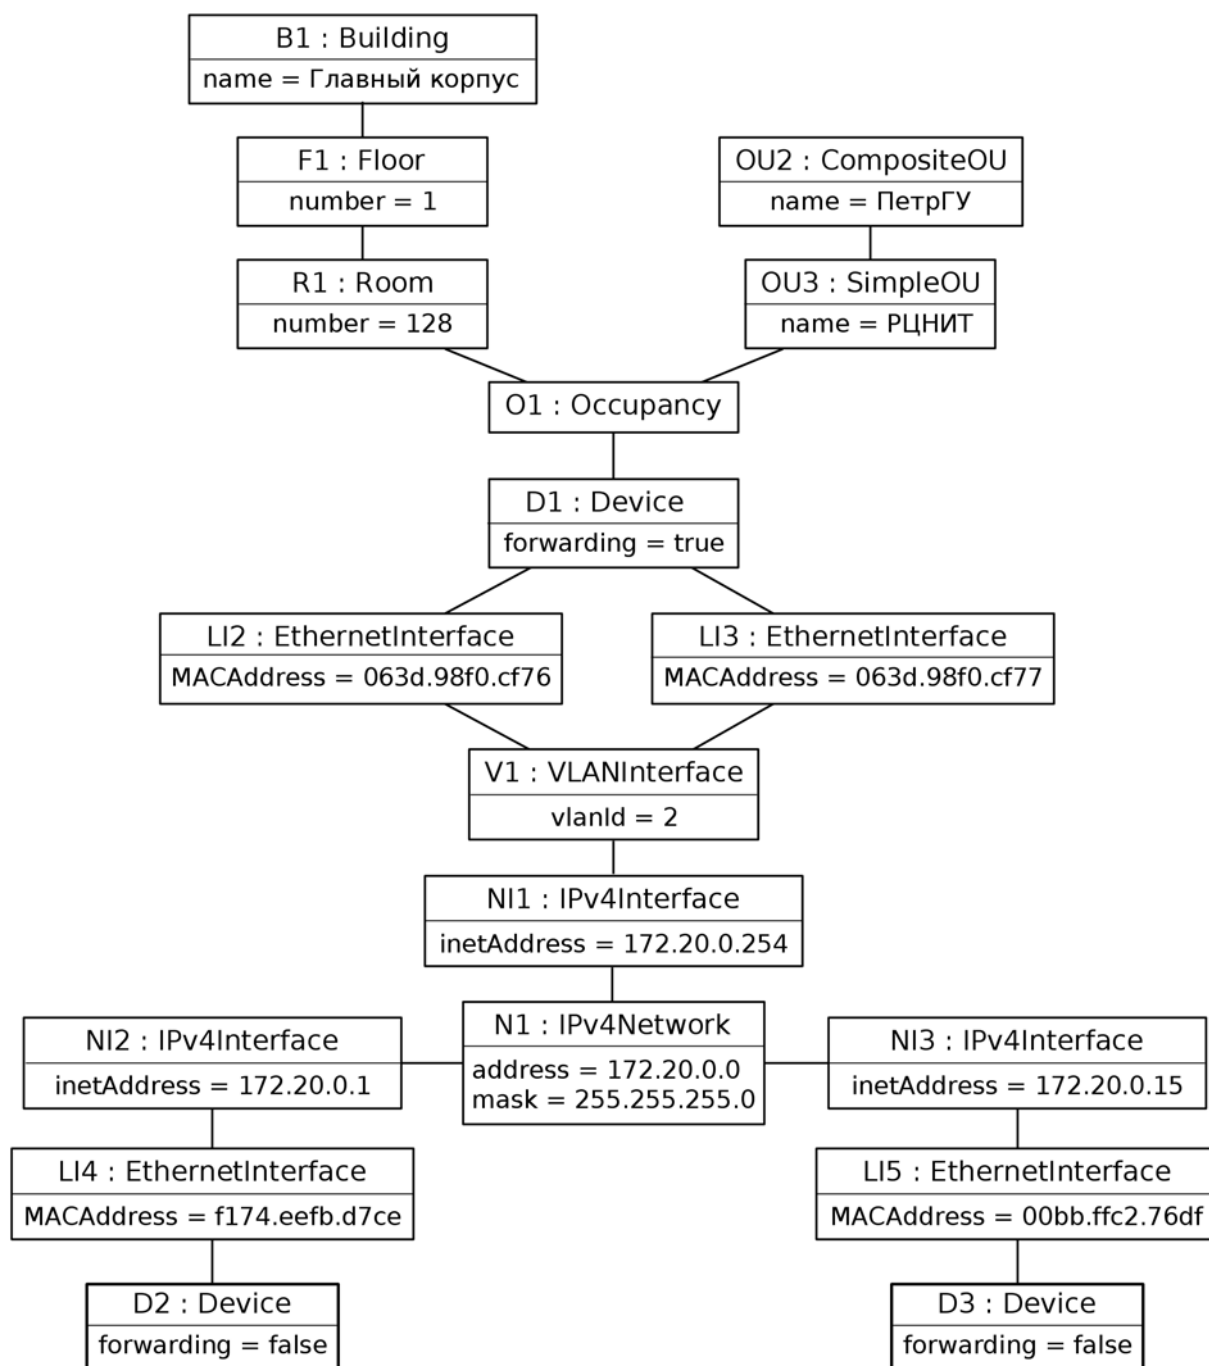 B1 : Building
name = Главный корпус
F1 : Floor
number = 1
OU2 : CompositeOU
name = ПетрГУ
R1 : Room
number = 128
OU3 : SimpleOU
name = РЦНИТ
O1 : Occupancy
D1 : Device
forwarding = true
LI2 : EthernetInterface
MACAddress = 063d.98f0.cf76
LI3 : EthernetInterface
MACAddress = 063d.98f0.cf77
V1 : VLANInterface
vlanId = 2
NI1 : IPv4Interface
inetAddress = 172.20.0.254
NI2 : IPv4Interface
inetAddress = 172.20.0.1
N1 : IPv4Network
address = 172.20.0.0
mask = 255.255.255.0
NI3 : IPv4Interface
inetAddress = 172.20.0.15
LI4 : EthernetInterface
MACAddress = f174.eefb.d7ce
LI5 : EthernetInterface
MACAddress = 00bb.ffc2.76df
D2 : Device
forwarding = false
D3 : Device
forwarding = false